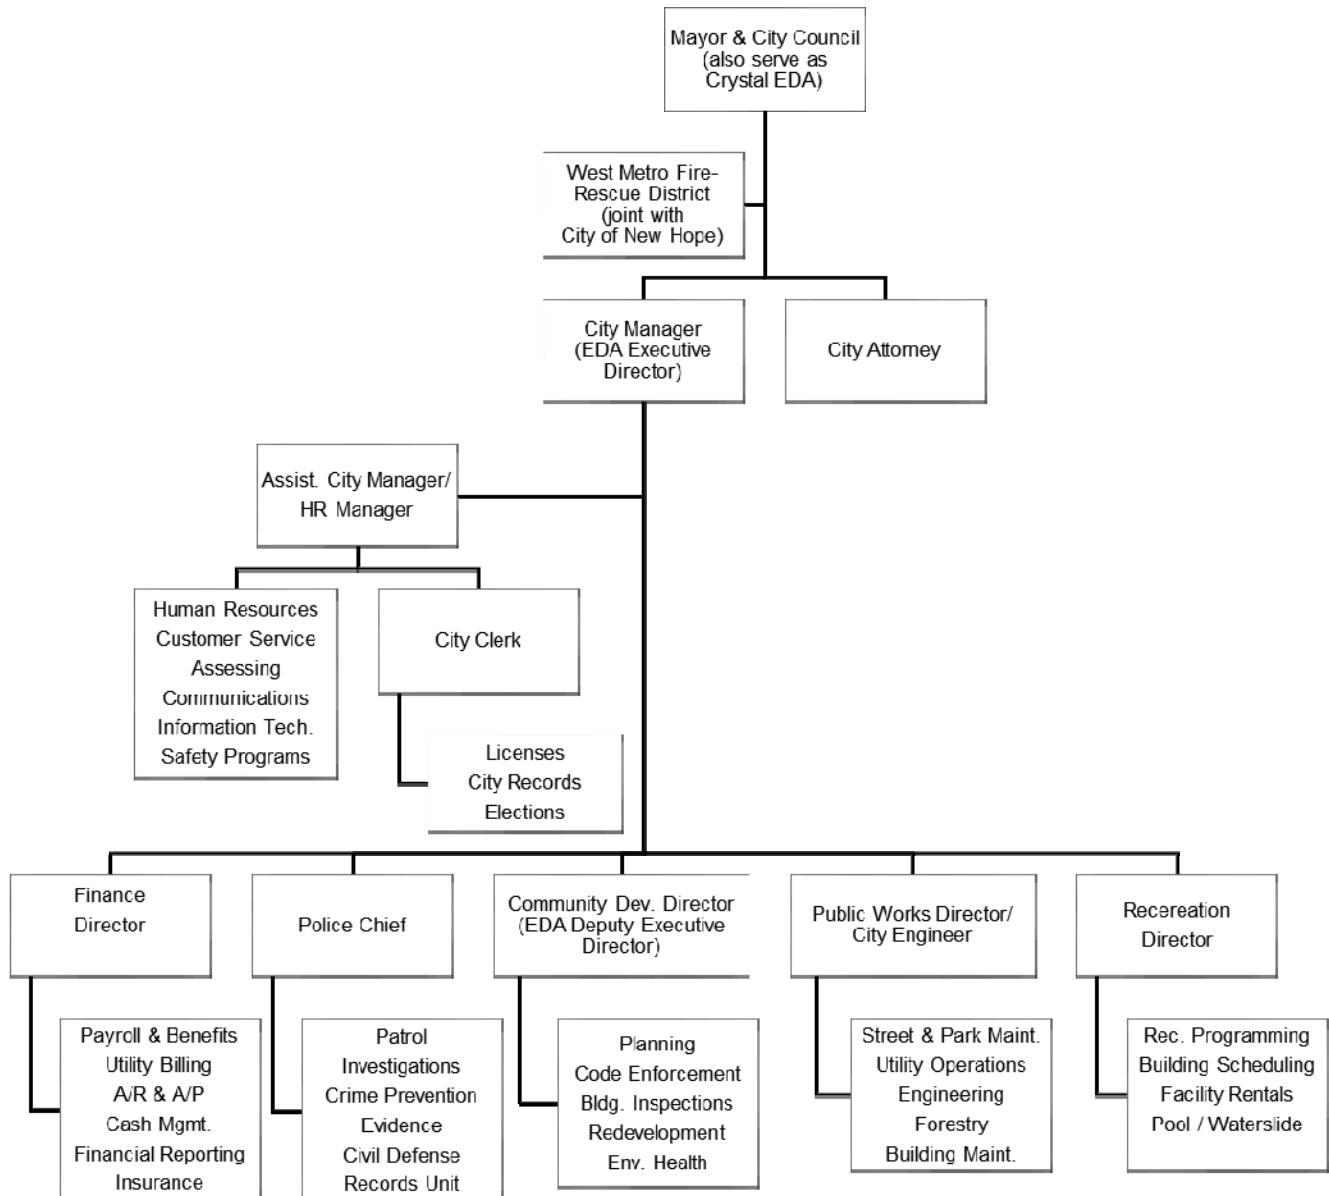 Mayor & City Council
(also serve as
Crystal EDA)
West Metro Fire-
Rescue District
(joint with
City of New Hope)
City Manager
(EDA Executive
Director)
City Attorney
Assist. City Manager/
HR Manager
Human Resources
Customer Service
Assessing
Communications
Information Tech.
Safety Programs
City Clerk
Licenses
City Records
Elections
Finance
Director
Police Chief
Community Dev. Director
(EDA Deputy Executive
Director)
Public Works Director/
City Engineer
Recereation
Director
Payroll & Benefits
Utility Billing
A/R & A/P
Cash Mgmt.
Financial Reporting
Insurance
Patrol
Investigations
Crime Prevention
Evidence
Civil Defense
Records Unit
Planning
Code Enforcement
Bldg. Inspections
Redevelopment
Env. Health
Street & Park Maint.
Utility Operations
Engineering
Forestry
Building Maint.
Rec. Programming
Building Scheduling
Facility Rentals
Pool / Waterslide